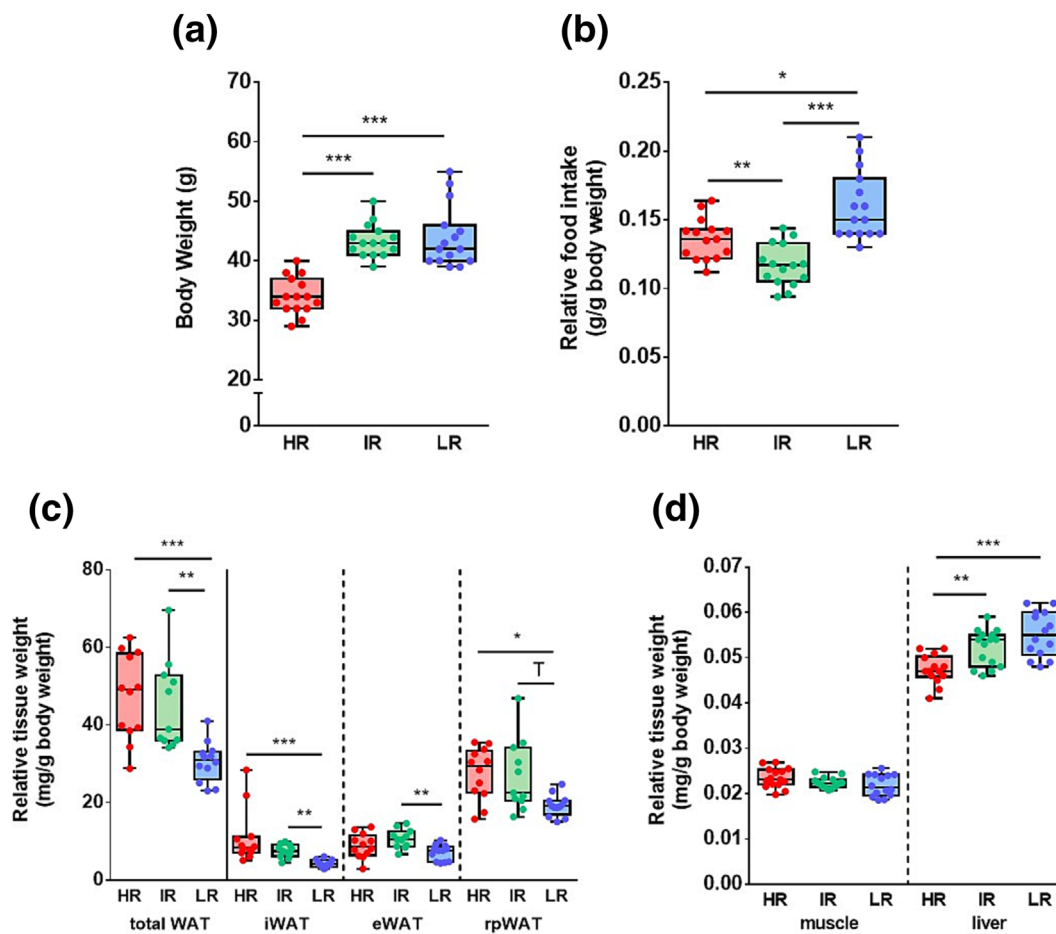 (a)
Body Weight (g)
70
60
50
40
30
20
0
***
***
HR IR LR
(b)
Relative food intake
(g/g body weight)
0.25
0.20
0.15
0.10
0.05
0.00
*
***
**
HR IR LR
(c)
Relative tissue weight
(mg/g body weight)
80
60
40
20
0
***
**
***
**
**
*
T
HR IR LR HR IR LR HR IR LR HR IR LR
total WAT iWAT eWAT rpWAT
(d)
Relative tissue weight
(mg/g body weight)
0.07
0.06
0.05
0.04
0.03
0.02
0.01
0.00
***
**
HR IR LR HR IR LR
muscle liver